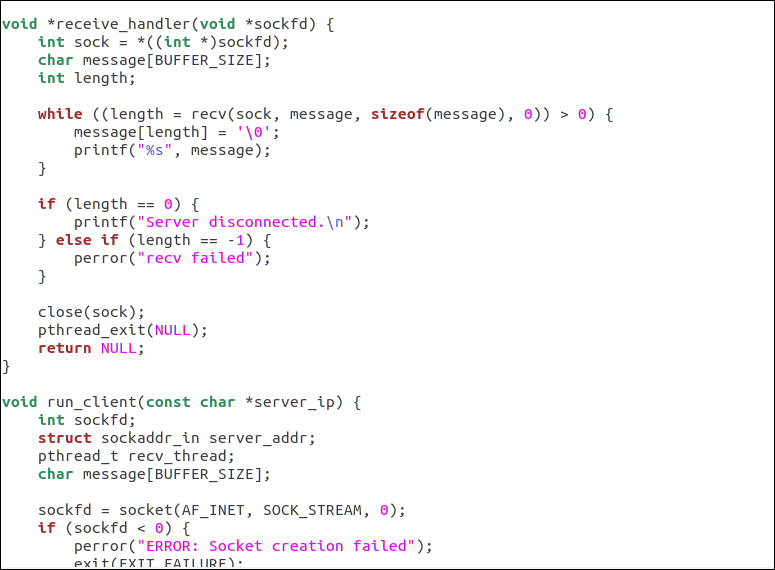 void *receive_handler(void *sockfd) {
    int sock = *((int *)sockfd);
    char message[BUFFER_SIZE];
    int length;

    while ((length = recv(sock, message, sizeof(message), 0)) > 0) {
        message[length] = '\0';
        printf("%s", message);
    }

    if (length == 0) {
        printf("Server disconnected.\n");
    } else if (length == -1) {
        perror("recv failed");
    }

    close(sock);
    pthread_exit(NULL);
    return NULL;
}

void run_client(const char *server_ip) {
    int sockfd;
    struct sockaddr_in server_addr;
    pthread_t recv_thread;
    char message[BUFFER_SIZE];

    sockfd = socket(AF_INET, SOCK_STREAM, 0);
    if (sockfd < 0) {
        perror("ERROR: Socket creation failed");
        exit(EXIT_FAILURE);